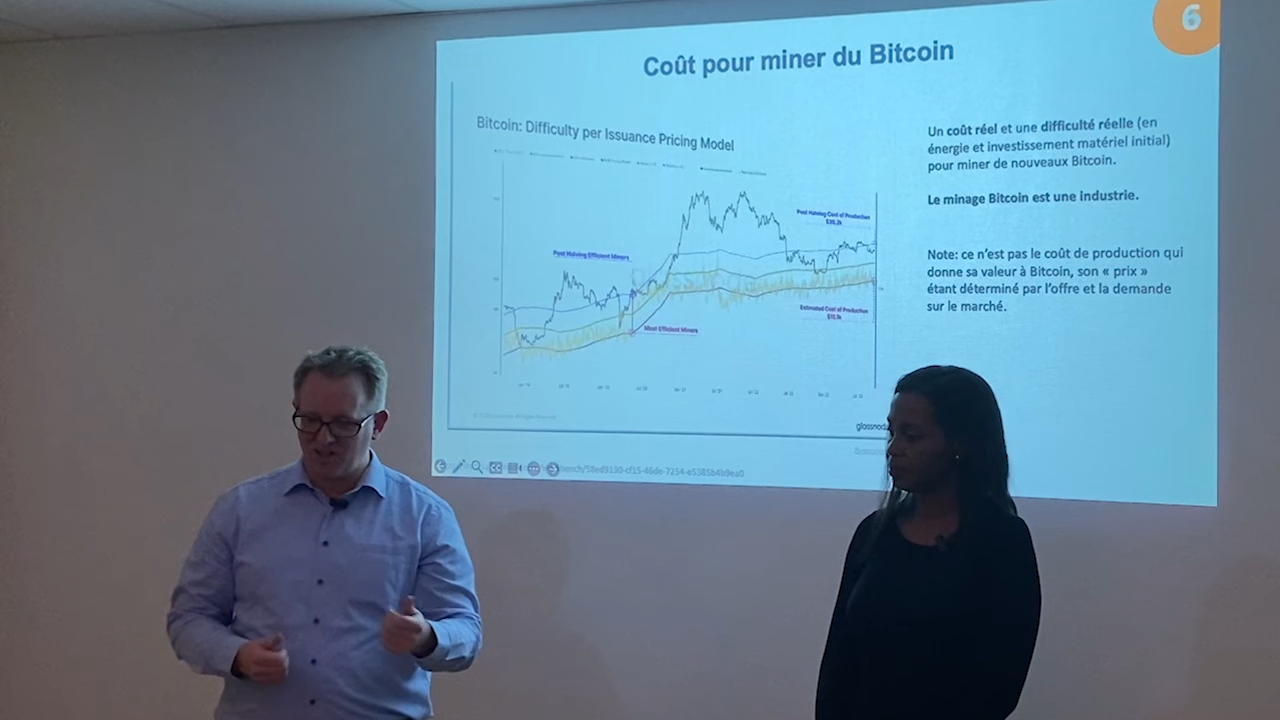 6
Coût pour miner du Bitcoin
Bitcoin: Difficulty per Issuance Pricing Model
Un coût réel et une difficulté réelle (en
énergie et investissement matériel initial)
pour miner de nouveaux Bitcoin.
Le minage Bitcoin est une industrie.
Note: ce n’est pas le coût de production qui
donne sa valeur à Bitcoin, son « prix »
étant déterminé par l’offre et la demande
sur le marché.
Post Halving Cost of Production
Post Halving Efficient Miners
Estimated Cost of Production
Most Efficient Miners
glassnod